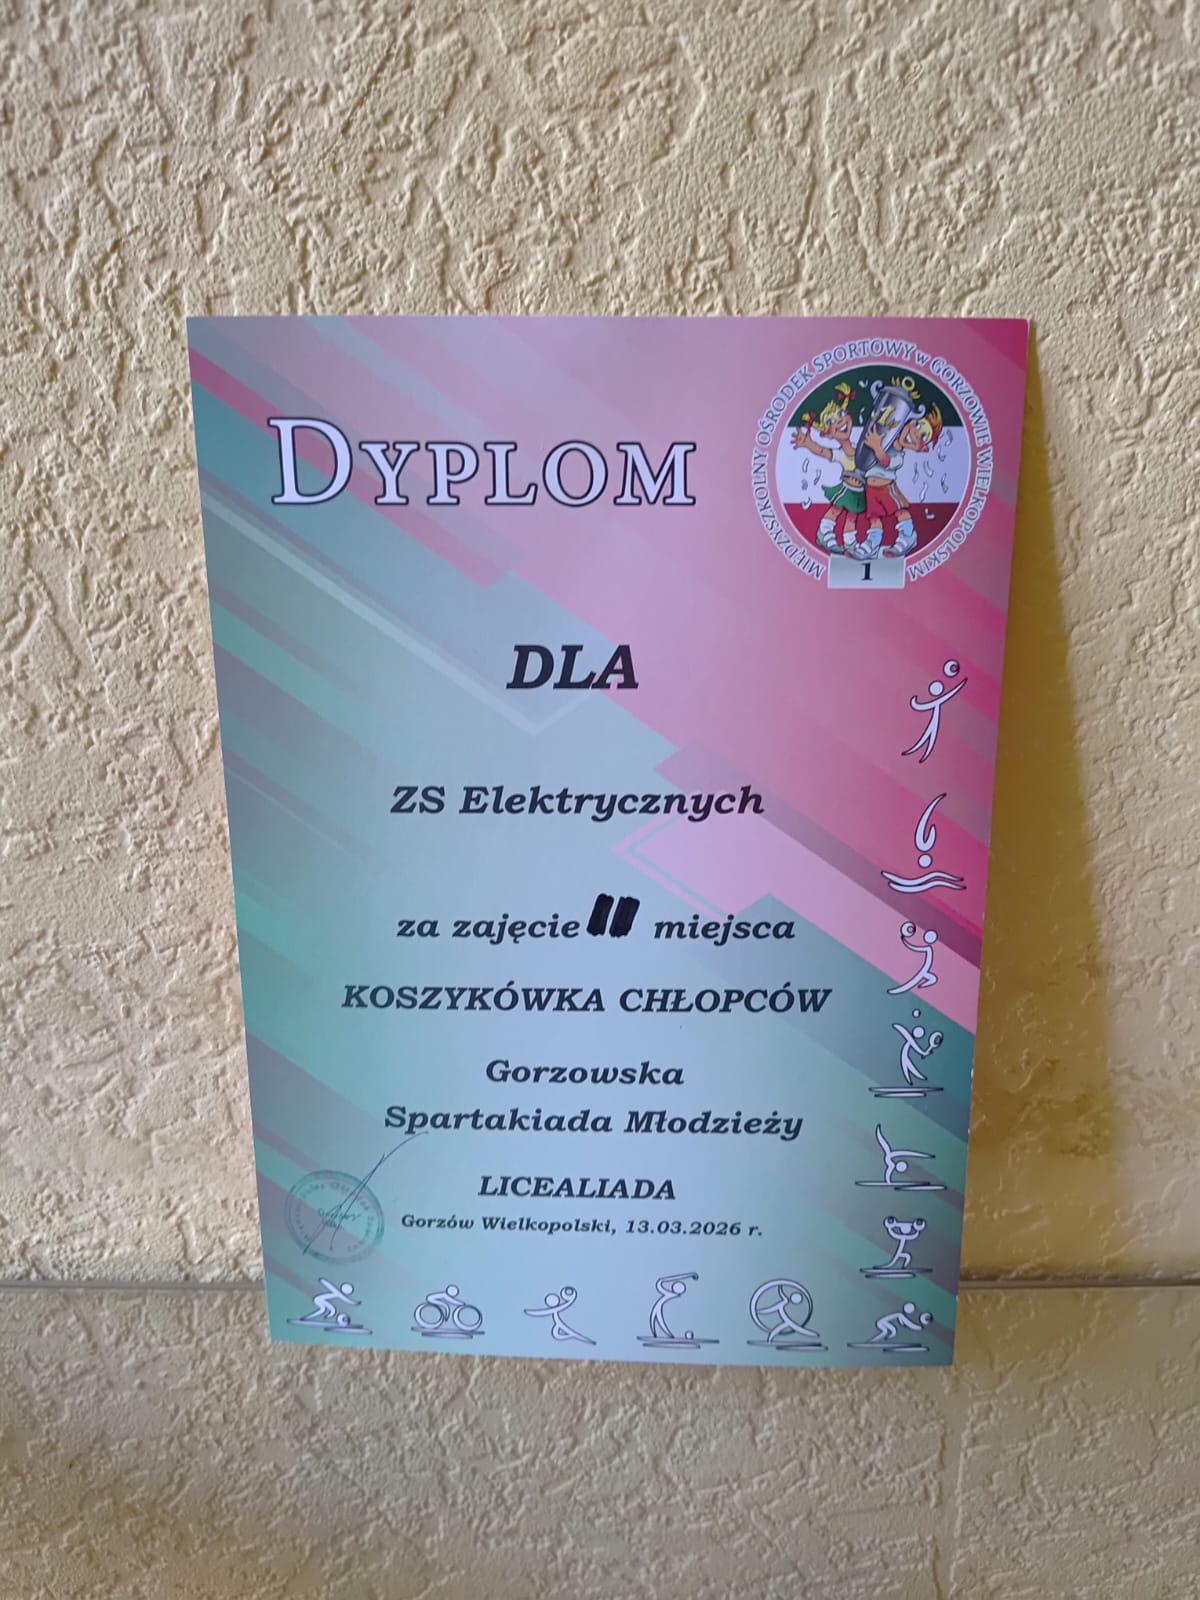 DYPLOM
MIĘDZYSZKOLNY OŚRODEK SPORTOWY w GORZOWIE WIELKOPOLSKIM
1
DLA
ZS Elektrycznych
za zajęcie II miejsca
KOSZYKÓWKA CHŁOPCÓW
Gorzowska
Spartakiada Młodzieży
LICEALIADA
Gorzów Wielkopolski, 13.03.2026 r.